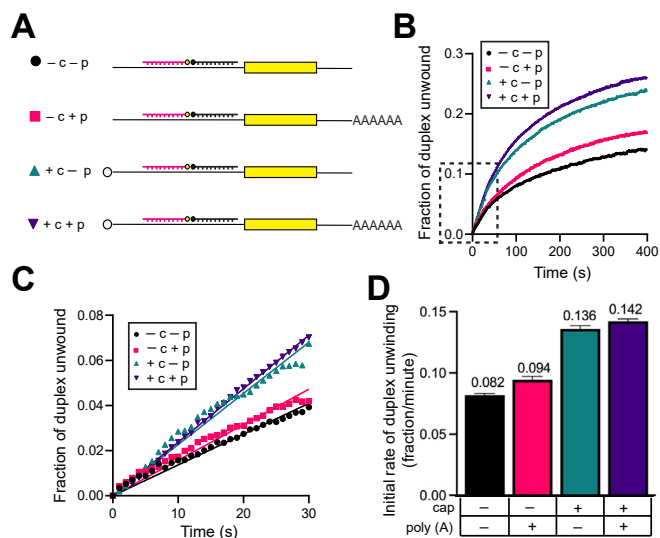 A
− c − p
− c + p
AAAAAA
+ c − p
+ c + p
AAAAAA
B
− c − p
− c + p
+ c − p
+ c + p
Fraction of duplex unwound
0.3
0.2
0.1
0.0
0 100 200 300 400
Time (s)
C
− c − p
− c + p
+ c − p
+ c + p
Fraction of duplex unwound
0.08
0.06
0.04
0.02
0.00
0 10 20 30
Time (s)
D
Initial rate of duplex unwinding
(fraction/minute)
0.15
0.10
0.05
0.00
0.082
0.094
0.136
0.142
cap − − + +
poly (A) − + − +